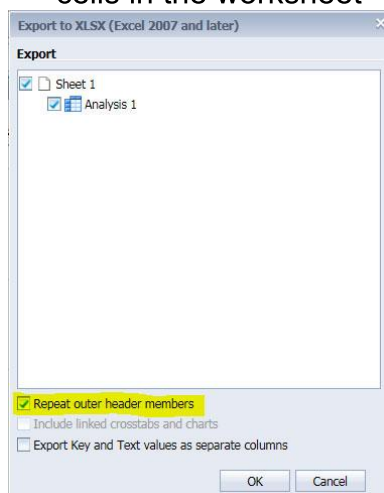 cells in the worksheet
Export to XLSX (Excel 2007 and later)
Export
Sheet 1
Analysis 1
Repeat outer header members
Include linked crosstabs and charts
Export Key and Text values as separate columns
OK Cancel